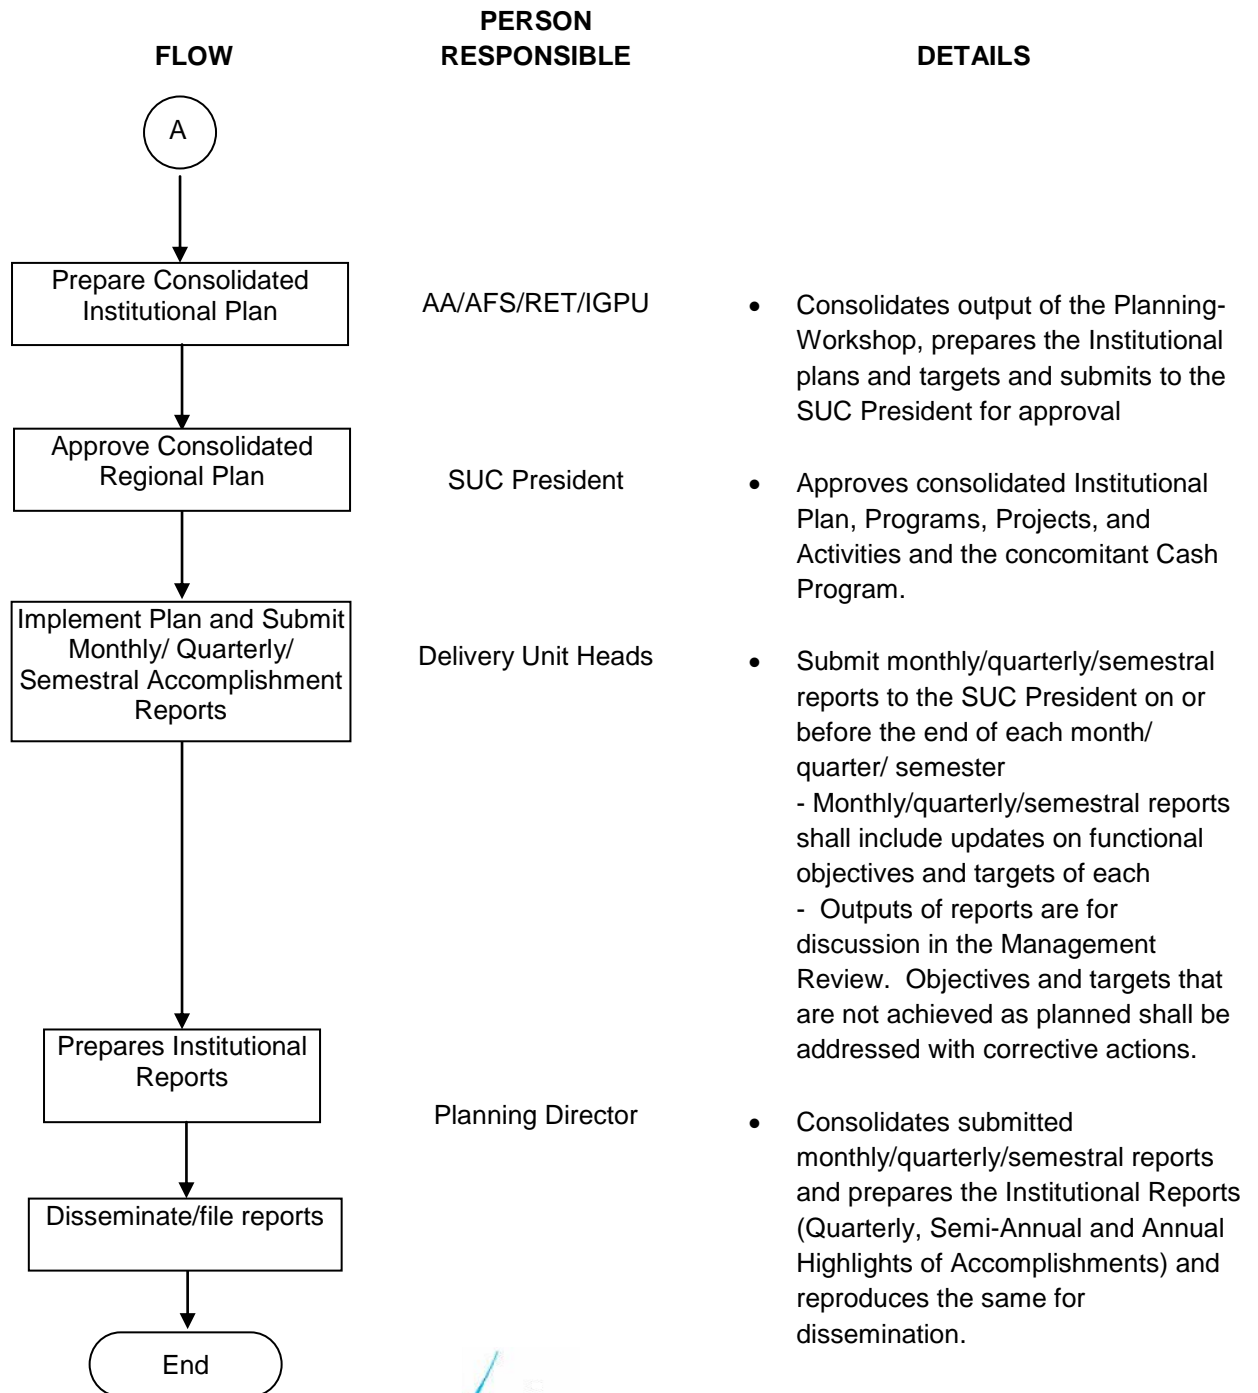 PERSON
FLOW RESPONSIBLE DETAILS
A
Prepare Consolidated
Institutional Plan
AA/AFS/RET/IGPU
• Consolidates output of the Planning-
Workshop, prepares the Institutional
plans and targets and submits to the
SUC President for approval
Approve Consolidated
Regional Plan
SUC President
• Approves consolidated Institutional
Plan, Programs, Projects, and
Activities and the concomitant Cash
Program.
Implement Plan and Submit
Monthly/ Quarterly/
Semestral Accomplishment
Reports
Delivery Unit Heads
• Submit monthly/quarterly/semestral
reports to the SUC President on or
before the end of each month/
quarter/ semester
- Monthly/quarterly/semestral reports
shall include updates on functional
objectives and targets of each
- Outputs of reports are for
discussion in the Management
Review. Objectives and targets that
are not achieved as planned shall be
addressed with corrective actions.
Prepares Institutional
Reports
Planning Director
• Consolidates submitted
monthly/quarterly/semestral reports
and prepares the Institutional Reports
(Quarterly, Semi-Annual and Annual
Highlights of Accomplishments) and
reproduces the same for
dissemination.
Disseminate/file reports
End